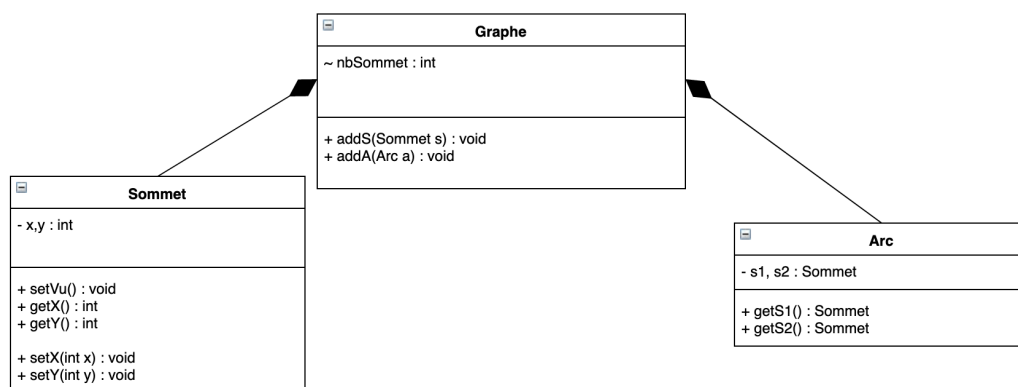 Graphe
~ nbSommet : int
+ addS(Sommet s) : void
+ addA(Arc a) : void
Sommet
- x,y : int
+ setVu() : void
+ getX() : int
+ getY() : int
+ setX(int x) : void
+ setY(int y) : void
Arc
- s1, s2 : Sommet
+ getS1() : Sommet
+ getS2() : Sommet